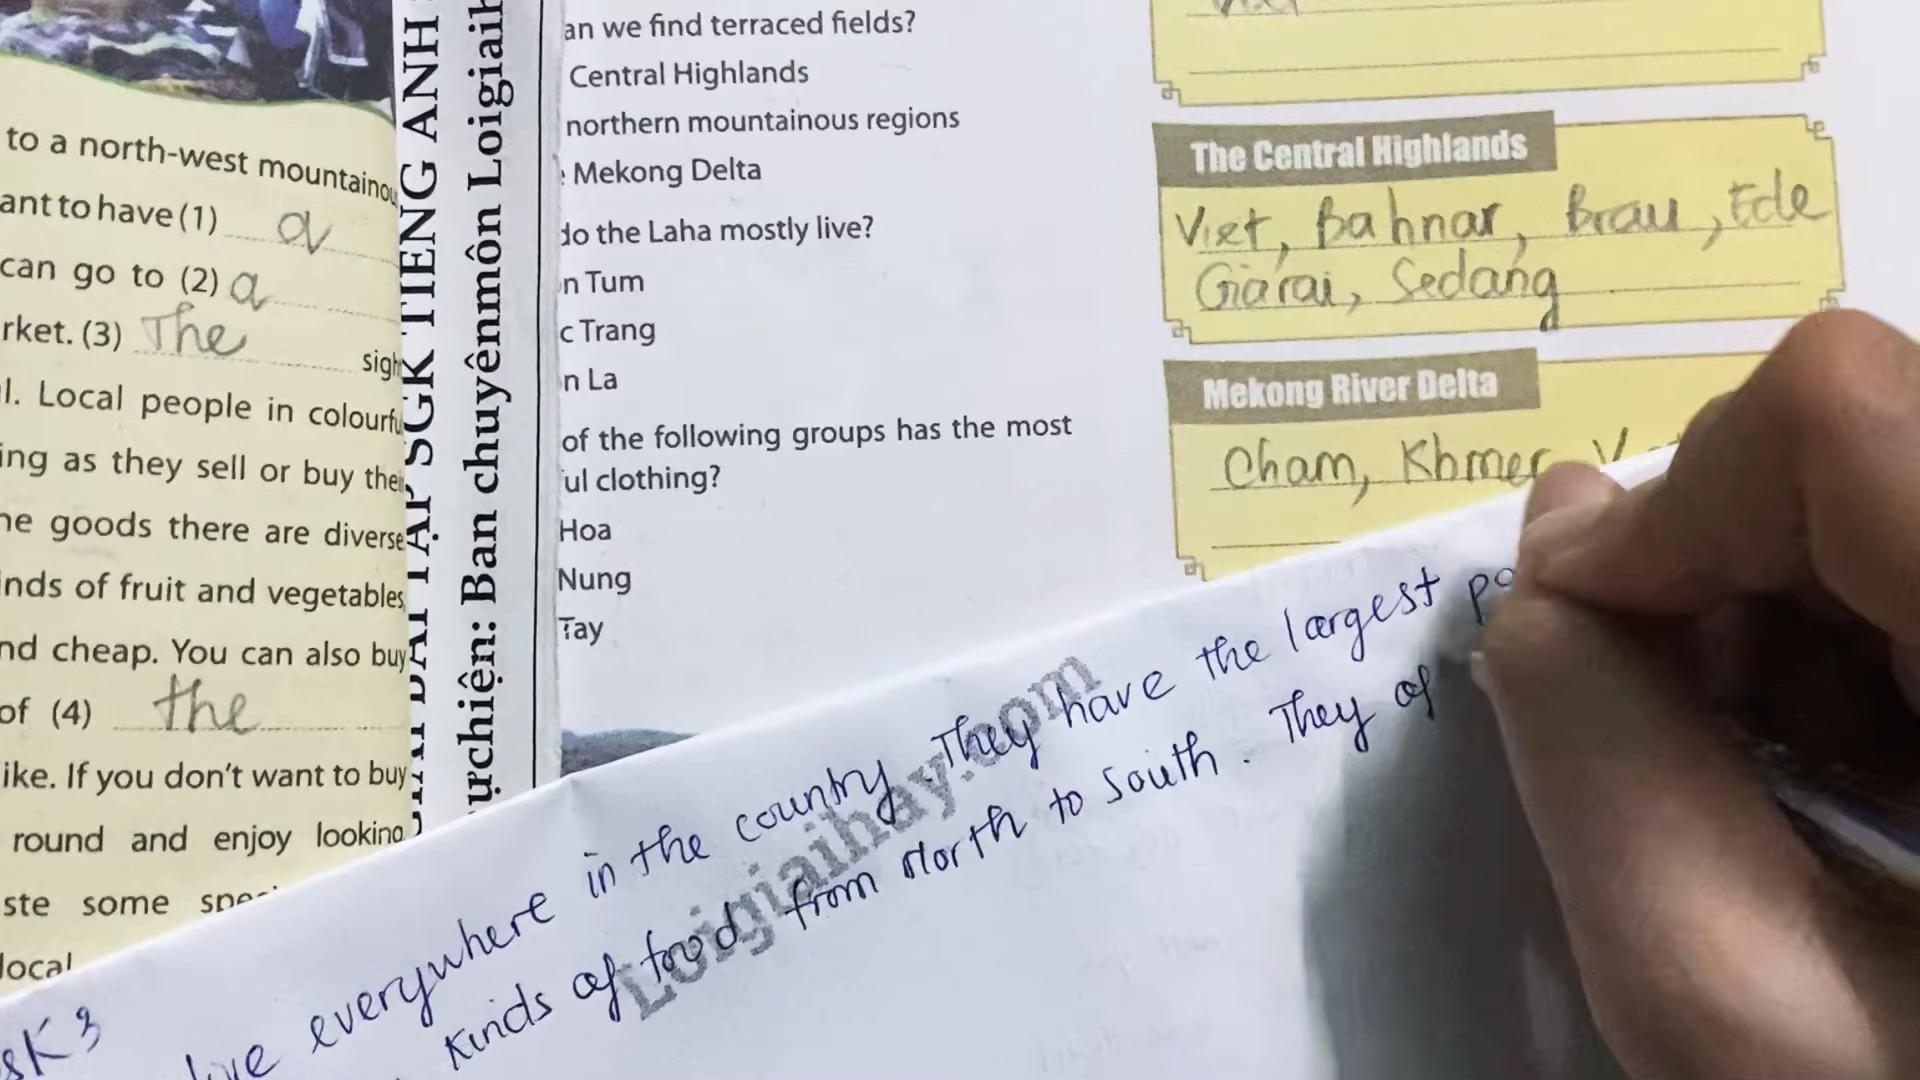 to a north-west
ant to have (1) a
can go to (2) a
rket. (3) The
sigh
l. Local people in colourfu
ing as they sell or buy thei
ne goods there are diverse
inds of fruit and vegetables
nd cheap. You can also buy
of (4) the
ike. If you don't want to buy
round and enjoy looking
ste some spe
local
BÀI TẬP SGK TIẾNG ANH
ực hiện: Ban chuyên môn Loigiaih
an we find terraced fields?
Central Highlands
northern mountainous regions
Mekong Delta
do the Laha mostly live?
n Tum
c Trang
n La
of the following groups has the most
ul clothing?
Hoa
Nung
Tay
The Central Highlands
Viet, Bahnar, Brau, Ede
Giarai, Sedang
Mekong River Delta
Cham, Khmer
sk 3
live everywhere in the country. They have the largest po
kinds of food from North to South. They of
Loigiaihay.com